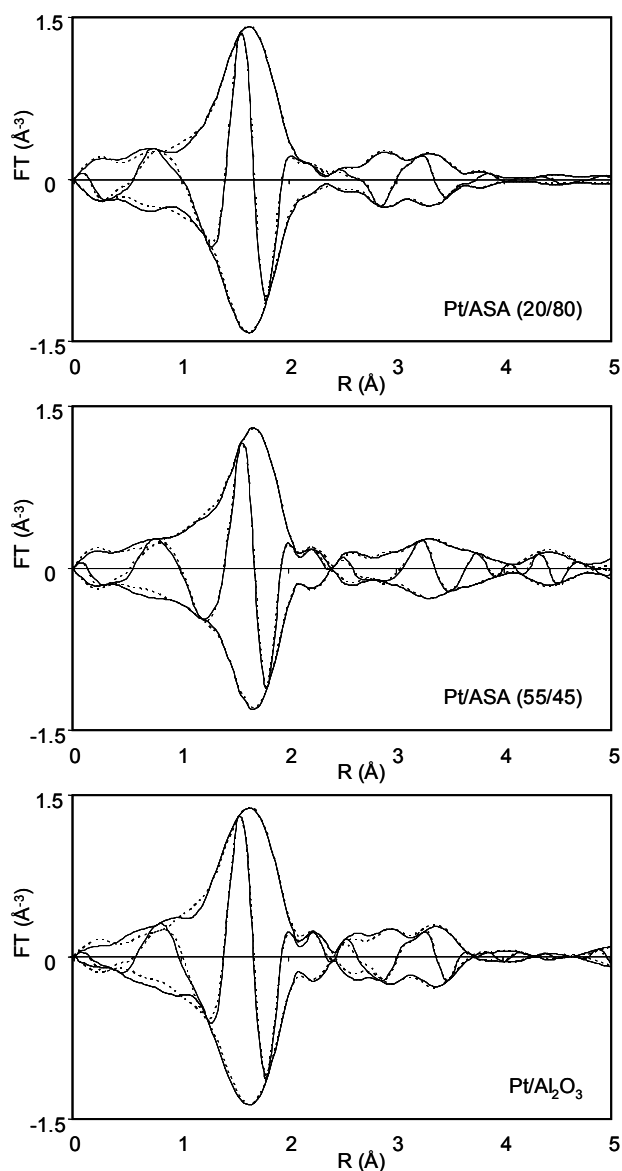 1.5
FT (Å-3)
0
Pt/ASA (20/80)
-1.5
0 1 2 3 4 5
R (Å)
1.5
FT (Å-3)
0
Pt/ASA (55/45)
-1.5
0 1 2 3 4 5
R (Å)
1.5
FT (Å-3)
0
Pt/Al2O3
-1.5
0 1 2 3 4 5
R (Å)